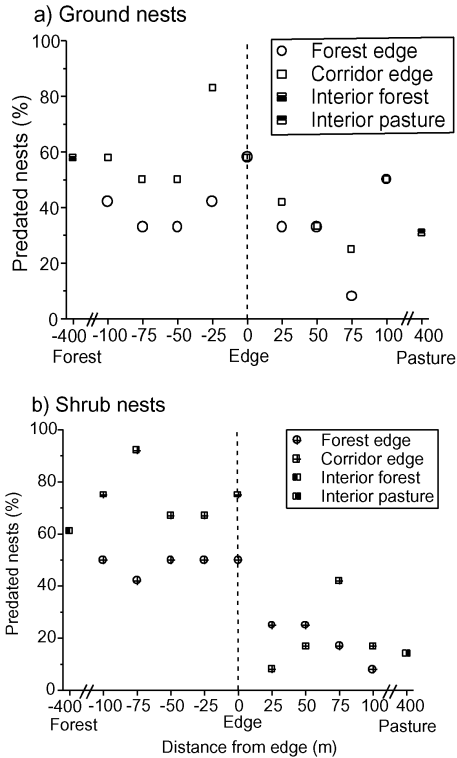 a) Ground nests
100
80
60
40
20
0
Predated nests (%)
Forest edge
Corridor edge
Interior forest
Interior pasture
-400 -100 -75 -50 -25 0 25 50 75 100 400
Forest Edge Pasture
b) Shrub nests
100
80
60
40
20
0
Predated nests (%)
Forest edge
Corridor edge
Interior forest
Interior pasture
-400 -100 -75 -50 -25 0 25 50 75 100 400
Forest Edge Pasture
Distance from edge (m)